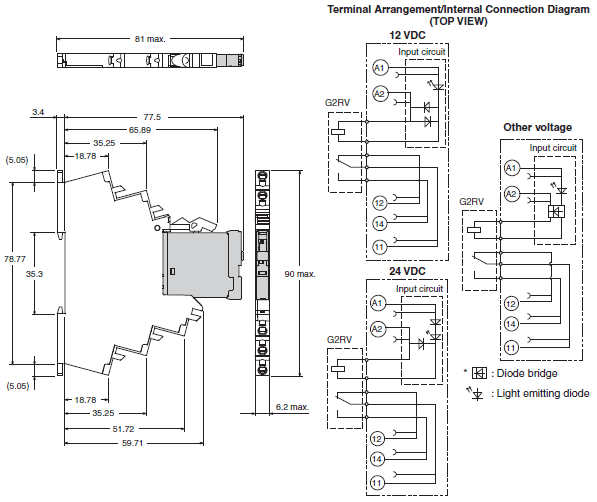 Terminal Arrangement/Internal Connection Diagram
(TOP VIEW)
81 max.
3.4
77.5
65.89
35.25
18.78
(5.05)
78.77
35.3
90 max.
(5.05)
18.78
35.25
51.72
59.71
6.2 max.
12 VDC
Input circuit
A1
A2
G2RV
12
14
11
Other voltage
Input circuit
A1
A2
G2RV
*
12
14
11
24 VDC
Input circuit
A1
A2
G2RV
12
14
11
* : Diode bridge
: Light emitting diode